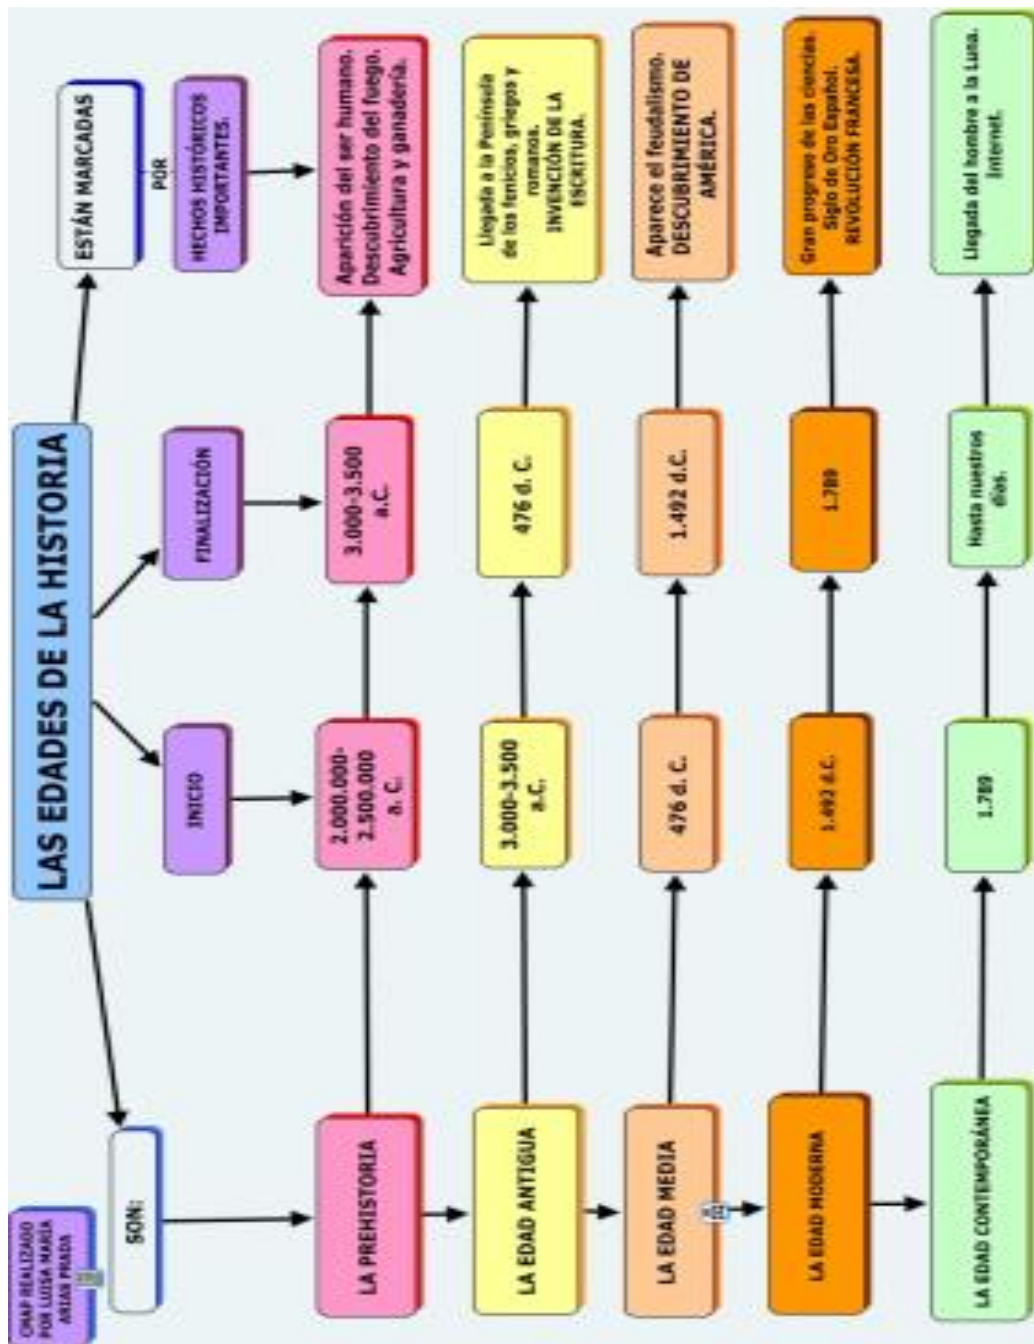 CMAP REALIZADO
POR LUISA MARÍA
ARIAS PRADA
LAS EDADES DE LA HISTORIA
SON:
INICIO
FINALIZACIÓN
ESTÁN MARCADAS
POR
HECHOS HISTÓRICOS
IMPORTANTES.
LA PREHISTORIA
2.000.000-
2.500.000
a. C.
3.000-3.500
a.C.
Aparición del ser humano.
Descubrimiento del fuego.
Agricultura y ganadería.
LA EDAD ANTIGUA
3.000-3.500
a.C.
476 d. C.
Llegada a la Península
de los fenicios, griegos y
romanos.
INVENCIÓN DE LA
ESCRITURA.
LA EDAD MEDIA
476 d. C.
1.492 d.C.
Aparece el feudalismo.
DESCUBRIMIENTO DE
AMÉRICA.
LA EDAD MODERNA
1.492 d.C.
1.789
Gran progreso de las ciencias.
Siglo de Oro Español.
REVOLUCIÓN FRANCESA.
LA EDAD CONTEMPORÁNEA
1.789
Hasta nuestros
días.
Llegada del hombre a la Luna.
Internet.